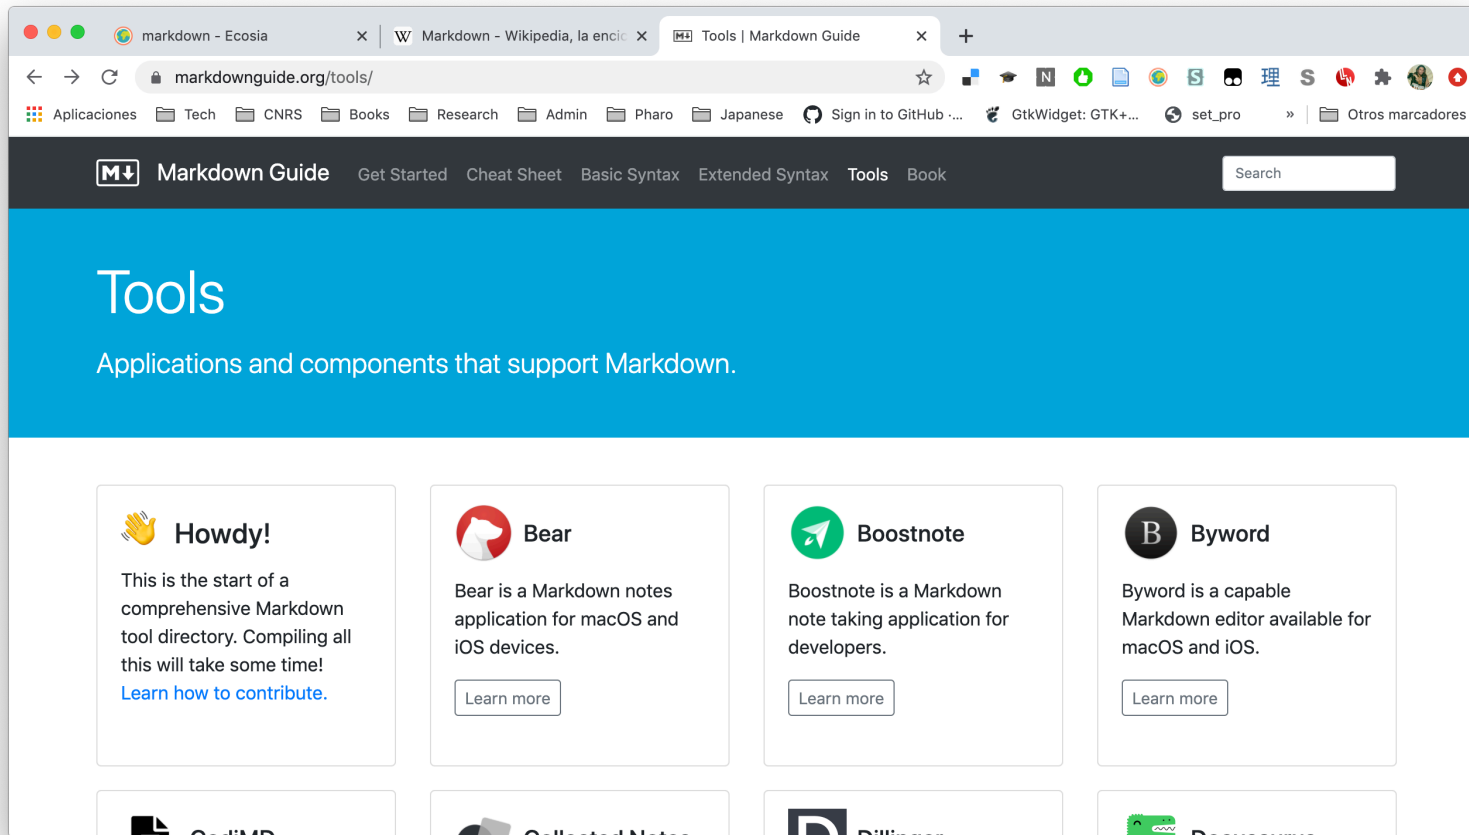 markdown - Ecosia
Markdown - Wikipedia, la encic
Tools | Markdown Guide
markdownguide.org/tools/
Aplicaciones Tech CNRS Books Research Admin Pharo Japanese Sign in to GitHub ·... GtkWidget: GTK+... set_pro » Otros marcadores
Markdown Guide Get Started Cheat Sheet Basic Syntax Extended Syntax Tools Book Search
Tools
Applications and components that support Markdown.
Howdy!
This is the start of a
comprehensive Markdown
tool directory. Compiling all
this will take some time!
Learn how to contribute.
Bear
Bear is a Markdown notes
application for macOS and
iOS devices.
Learn more
Boostnote
Boostnote is a Markdown
note taking application for
developers.
Learn more
B Byword
Byword is a capable
Markdown editor available for
macOS and iOS.
Learn more
CodiMD
Collected Notes
Dillinger
Docusaurus